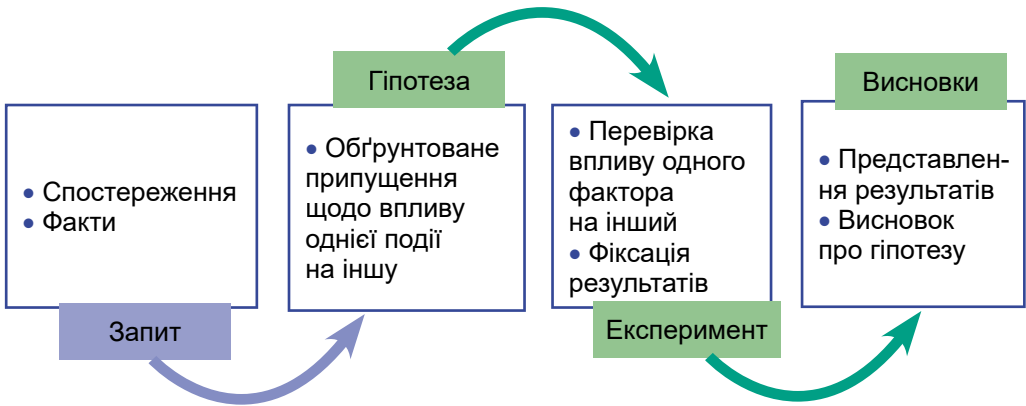 • Спостереження
• Факти
Запит
Гіпотеза
• Обґрунтоване
припущення
щодо впливу
однієї події
на іншу
• Перевірка
впливу одного
фактора
на інший
• Фіксація
результатів
Експеримент
Висновки
• Представлен-
ня результатів
• Висновок
про гіпотезу